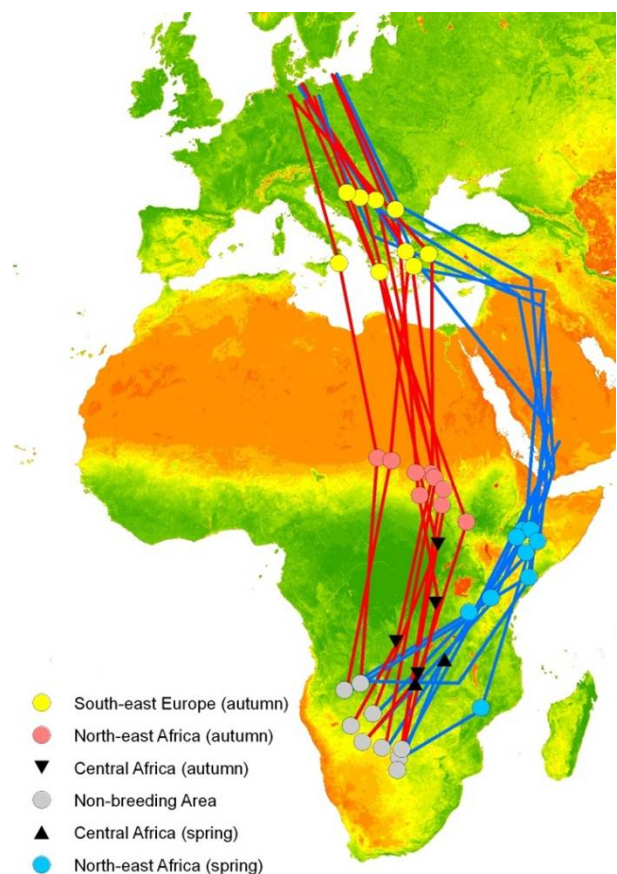 South-east Europe (autumn)
North-east Africa (autumn)
Central Africa (autumn)
Non-breeding Area
Central Africa (spring)
North-east Africa (spring)